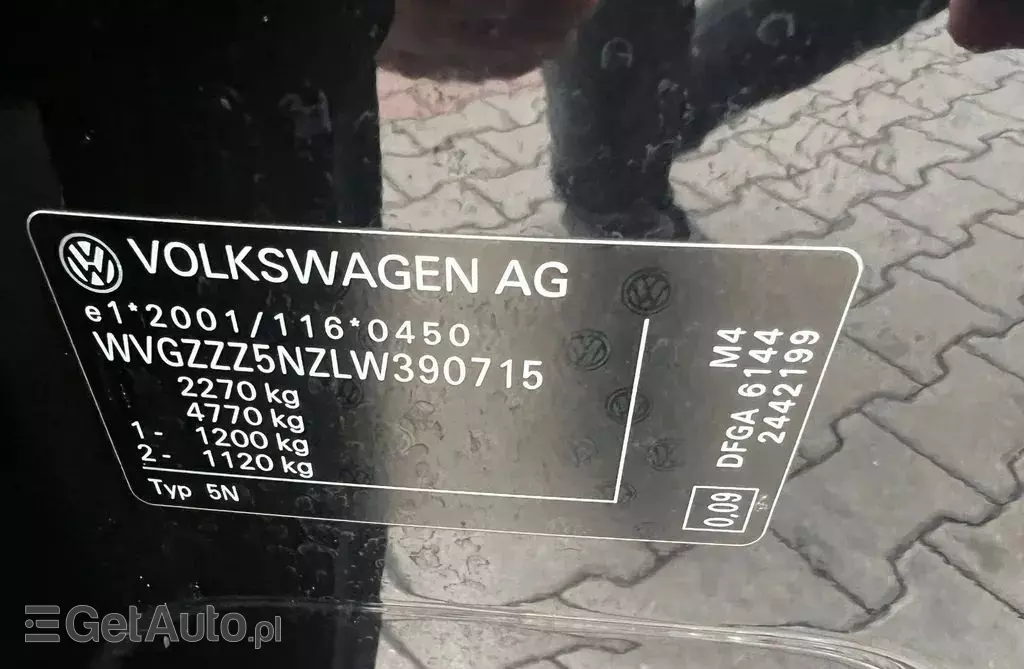 VOLKSWAGEN AG
e1*2001/116*0450
WVGZZZ5NZLW390715
2270 kg
4770 kg
1- 1200 kg
2- 1120 kg
Typ 5N
M4
DFGA 6144
2442199
0,09
GetAuto.pl